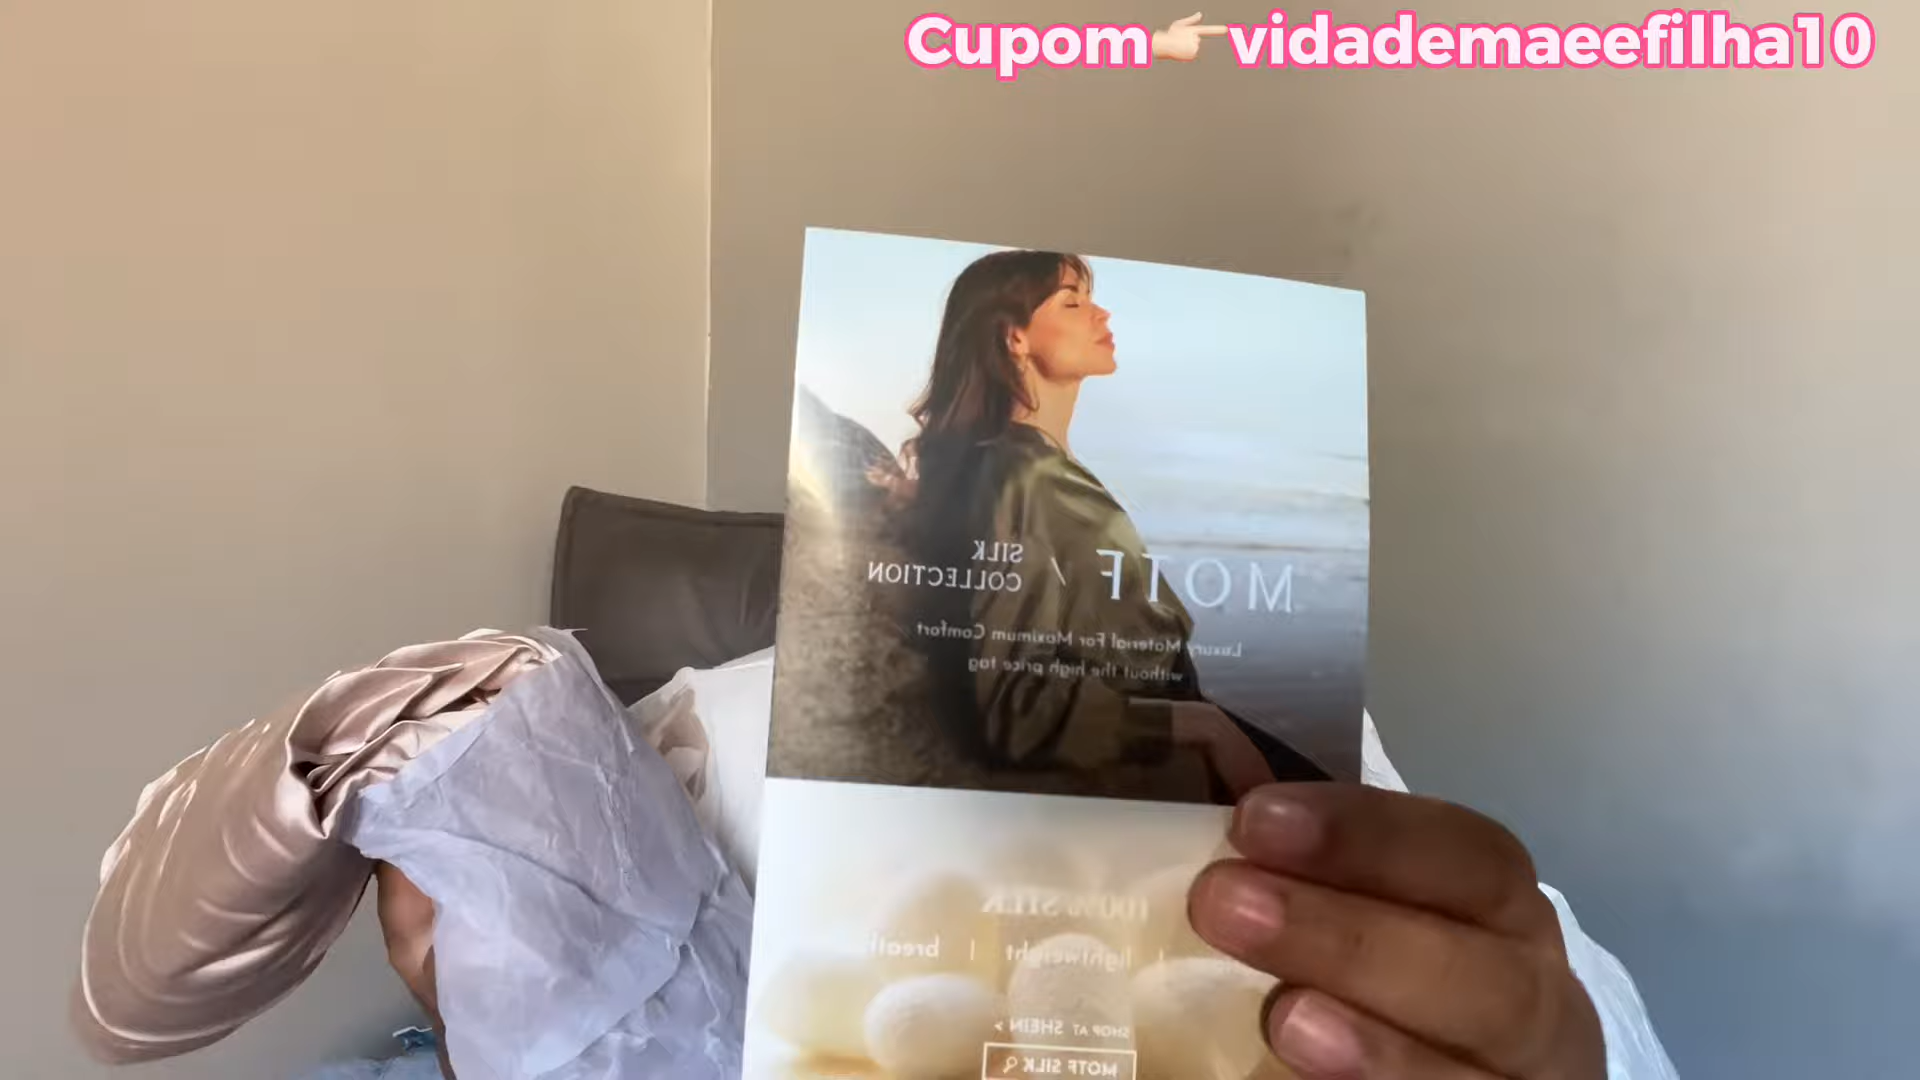 Cupom👉🏻vidademaeefilha10
MOTF / SILK COLLECTION
Luxury Material For Maximum Comfort
without the high price tag
100% SILK
| lightweight | breath
SHOP AT SHEIN >
MOTF SILK